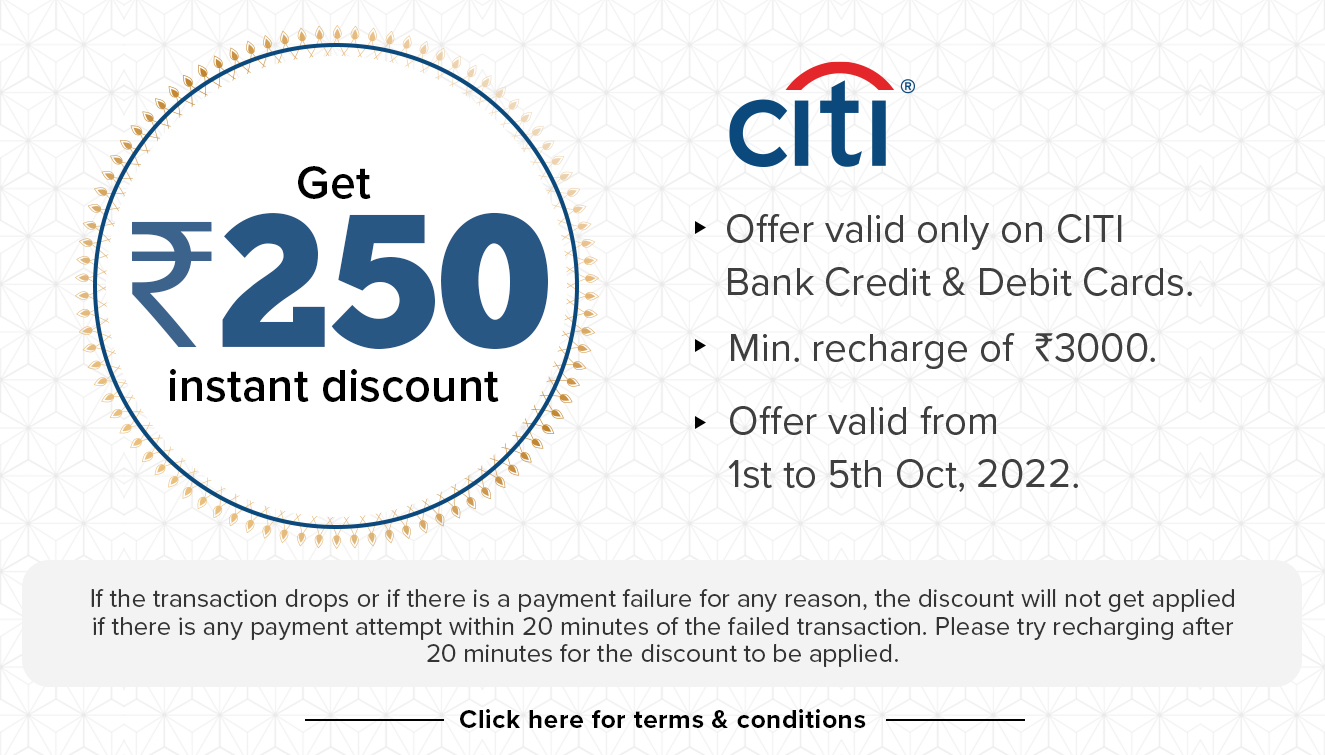 Get
₹250
instant discount
citi®
‣ Offer valid only on CITI
Bank Credit & Debit Cards.
‣ Min. recharge of ₹3000.
‣ Offer valid from
1st to 5th Oct, 2022.
If the transaction drops or if there is a payment failure for any reason, the discount will not get applied
if there is any payment attempt within 20 minutes of the failed transaction. Please try recharging after
20 minutes for the discount to be applied.
Click here for terms & conditions